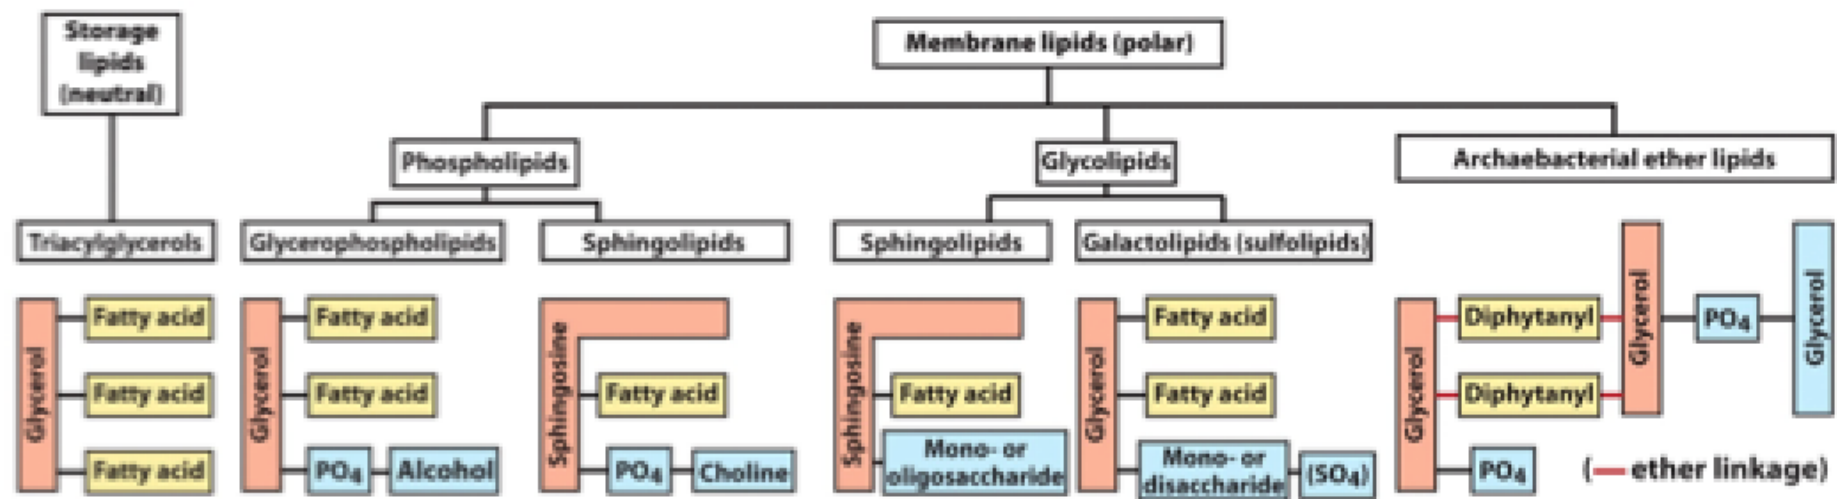 Storage
lipids
(neutral)
Membrane lipids (polar)
Phospholipids
Glycolipids
Archaebacterial ether lipids
Triacylglycerols
Glycerophospholipids
Sphingolipids
Sphingolipids
Galactolipids (sulfolipids)
Glycerol
Fatty acid
Fatty acid
Fatty acid
Glycerol
Fatty acid
Fatty acid
PO4
Alcohol
Sphingosine
Fatty acid
PO4
Choline
Sphingosine
Fatty acid
Mono- or
oligosaccharide
Glycerol
Fatty acid
Fatty acid
Mono- or
disaccharide
(SO4)
Glycerol
Diphytanyl
Diphytanyl
PO4
Glycerol
PO4
Glycerol
( ether linkage)